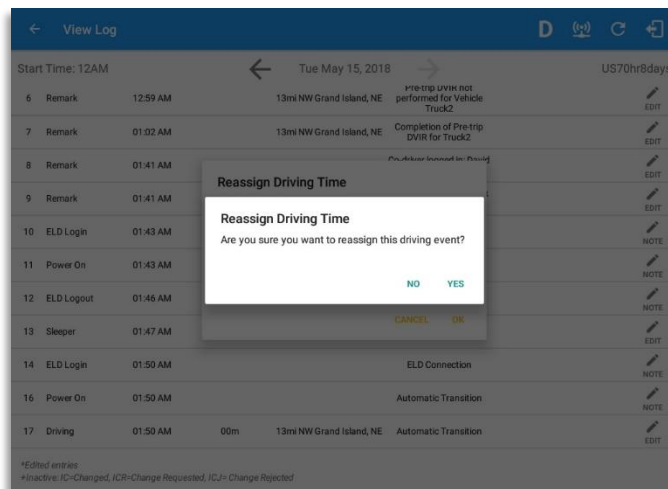 View Log
D
Start Time: 12AM
Tue May 15, 2018
US70hr8days
6 Remark 12:59 AM 13mi NW Grand Island, NE Pre-trip DVIR not performed for Vehicle Truck2 EDIT
7 Remark 01:02 AM 13mi NW Grand Island, NE Completion of Pre-trip DVIR for Truck2 EDIT
8 Remark 01:41 AM Co-driver logged in: David EDIT
9 Remark 01:41 AM EDIT
10 ELD Login 01:43 AM NOTE
11 Power On 01:43 AM NOTE
12 ELD Logout 01:46 AM NOTE
13 Sleeper 01:47 AM EDIT
14 ELD Login 01:50 AM ELD Connection NOTE
16 Power On 01:50 AM Automatic Transition NOTE
17 Driving 01:50 AM 00m 13mi NW Grand Island, NE Automatic Transition EDIT
Reassign Driving Time
Reassign Driving Time
Are you sure you want to reassign this driving event?
NO YES
CANCEL OK
*Edited entries
+Inactive: IC=Changed, ICR=Change Requested, ICJ= Change Rejected